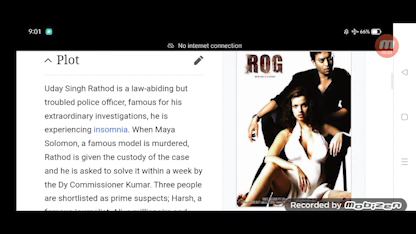 9:01
66%
No internet connection
Plot
Uday Singh Rathod is a law-abiding but
troubled police officer, famous for his
extraordinary investigations, he is
experiencing insomnia. When Maya
Solomon, a famous model is murdered,
Rathod is given the custody of the case
and he is asked to solve it within a week by
the Dy Commissioner Kumar. Three people
are shortlisted as prime suspects; Harsh, a
ROG
Recorded by mobizen